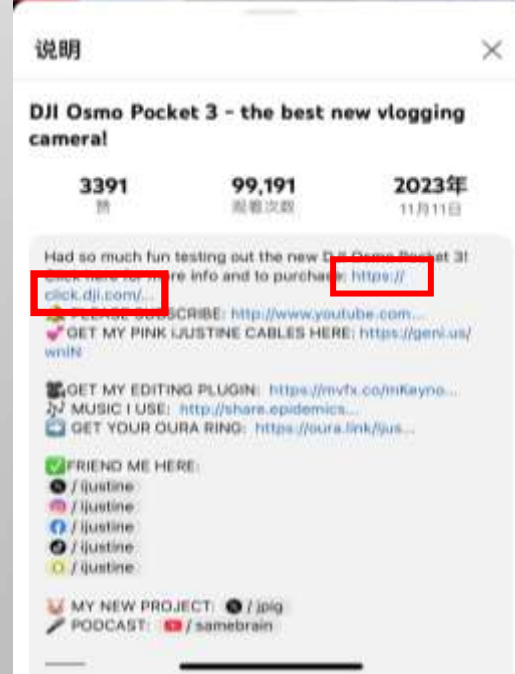 说明
DJI Osmo Pocket 3 - the best new vlogging
camera!
3391
99,191
2023年
赞
观看次数
11月11日
Had so much fun testing out the new DJI Osmo Pocket 3!
Click here for more info and to purchase: https://
click.dji.com/...
🔔 PLEASE SUBSCRIBE: http://www.youtube.com...
💕GET MY PINK iJUSTINE CABLES HERE: https://geni.us/
wnIN
GET MY EDITING PLUGIN: https://mvfx.co/mKeyno...
🎶 MUSIC I USE: http://share.epidemics...
➡️ GET YOUR OURA RING: https://oura.link/ijus...
✅FRIEND ME HERE:
/ ijustine
/ ijustine
/ ijustine
/ ijustine
/ ijustine
MY NEW PROJECT: / jpig
🎤 PODCAST: / samebrain